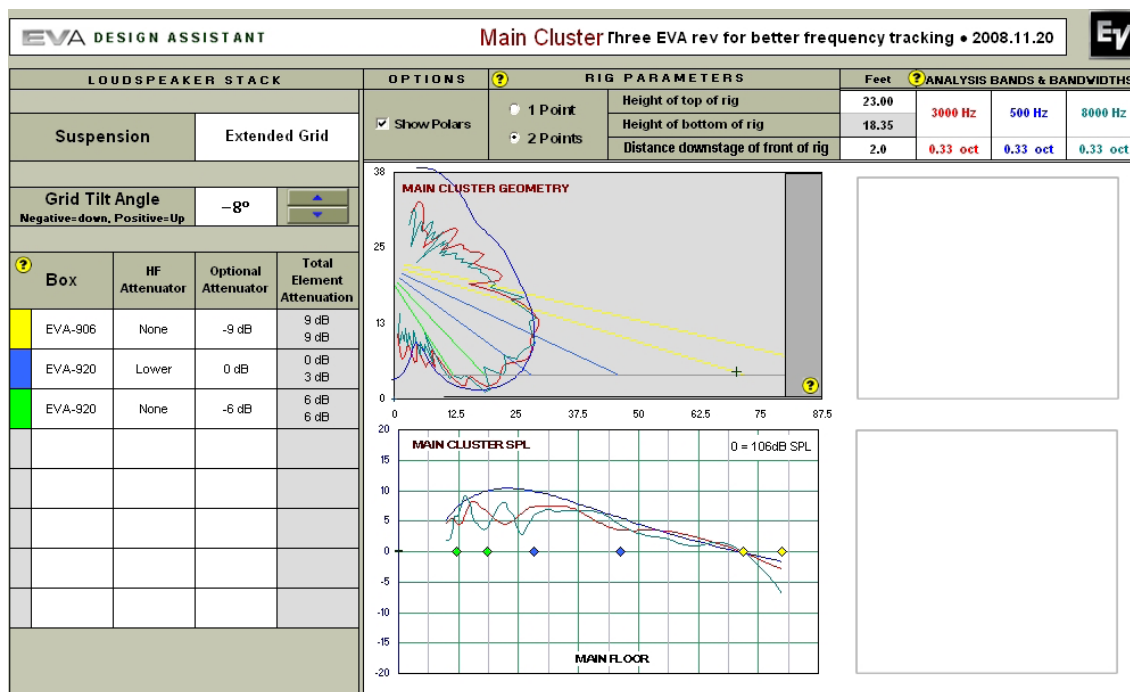 EVA DESIGN ASSISTANT
Main Cluster Three EVA rev for better frequency tracking • 2008.11.20
EV
LOUDSPEAKER STACK
OPTIONS
? RIG PARAMETERS
Feet
? ANALYSIS BANDS & BANDWIDTHS
Suspension
Extended Grid
Show Polars
1 Point
2 Points
Height of top of rig 23.00
Height of bottom of rig 18.35
Distance downstage of front of rig 2.0
3000 Hz 500 Hz 8000 Hz
0.33 oct 0.33 oct 0.33 oct
Grid Tilt Angle
Negative=down, Positive=Up
-8º
?
Box
HF
Attenuator
Optional
Attenuator
Total
Element
Attenuation
EVA-906 None -9 dB 9 dB
9 dB
EVA-920 Lower 0 dB 0 dB
3 dB
EVA-920 None -6 dB 6 dB
6 dB
MAIN CLUSTER GEOMETRY
38
25
13
0
?
0 12.5 25 37.5 50 62.5 75 87.5
MAIN CLUSTER SPL
0 = 106dB SPL
20
15
10
5
0
-5
-10
-15
-20
MAIN FLOOR